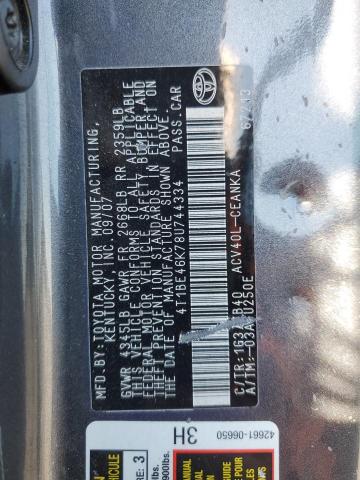 MFD. BY: TOYOTA MOTOR MANUFACTURING,
KENTUCKY, INC. 09/07
GVWR 4345LB GAWR FR 2668LB RR 2359LB
THIS VEHICLE CONFORMS TO ALL APPLICABLE
FEDERAL MOTOR VEHICLE SAFETY, BUMPER, AND
THEFT PREVENTION STANDARDS IN EFFECT ON
THE DATE OF MANUFACTURE SHOWN ABOVE.
4T1BE46K78U744334 PASS. CAR
C/TR: 1G3 ACV40L-CEANKA
A/TM: U250E
42661-06650
3H